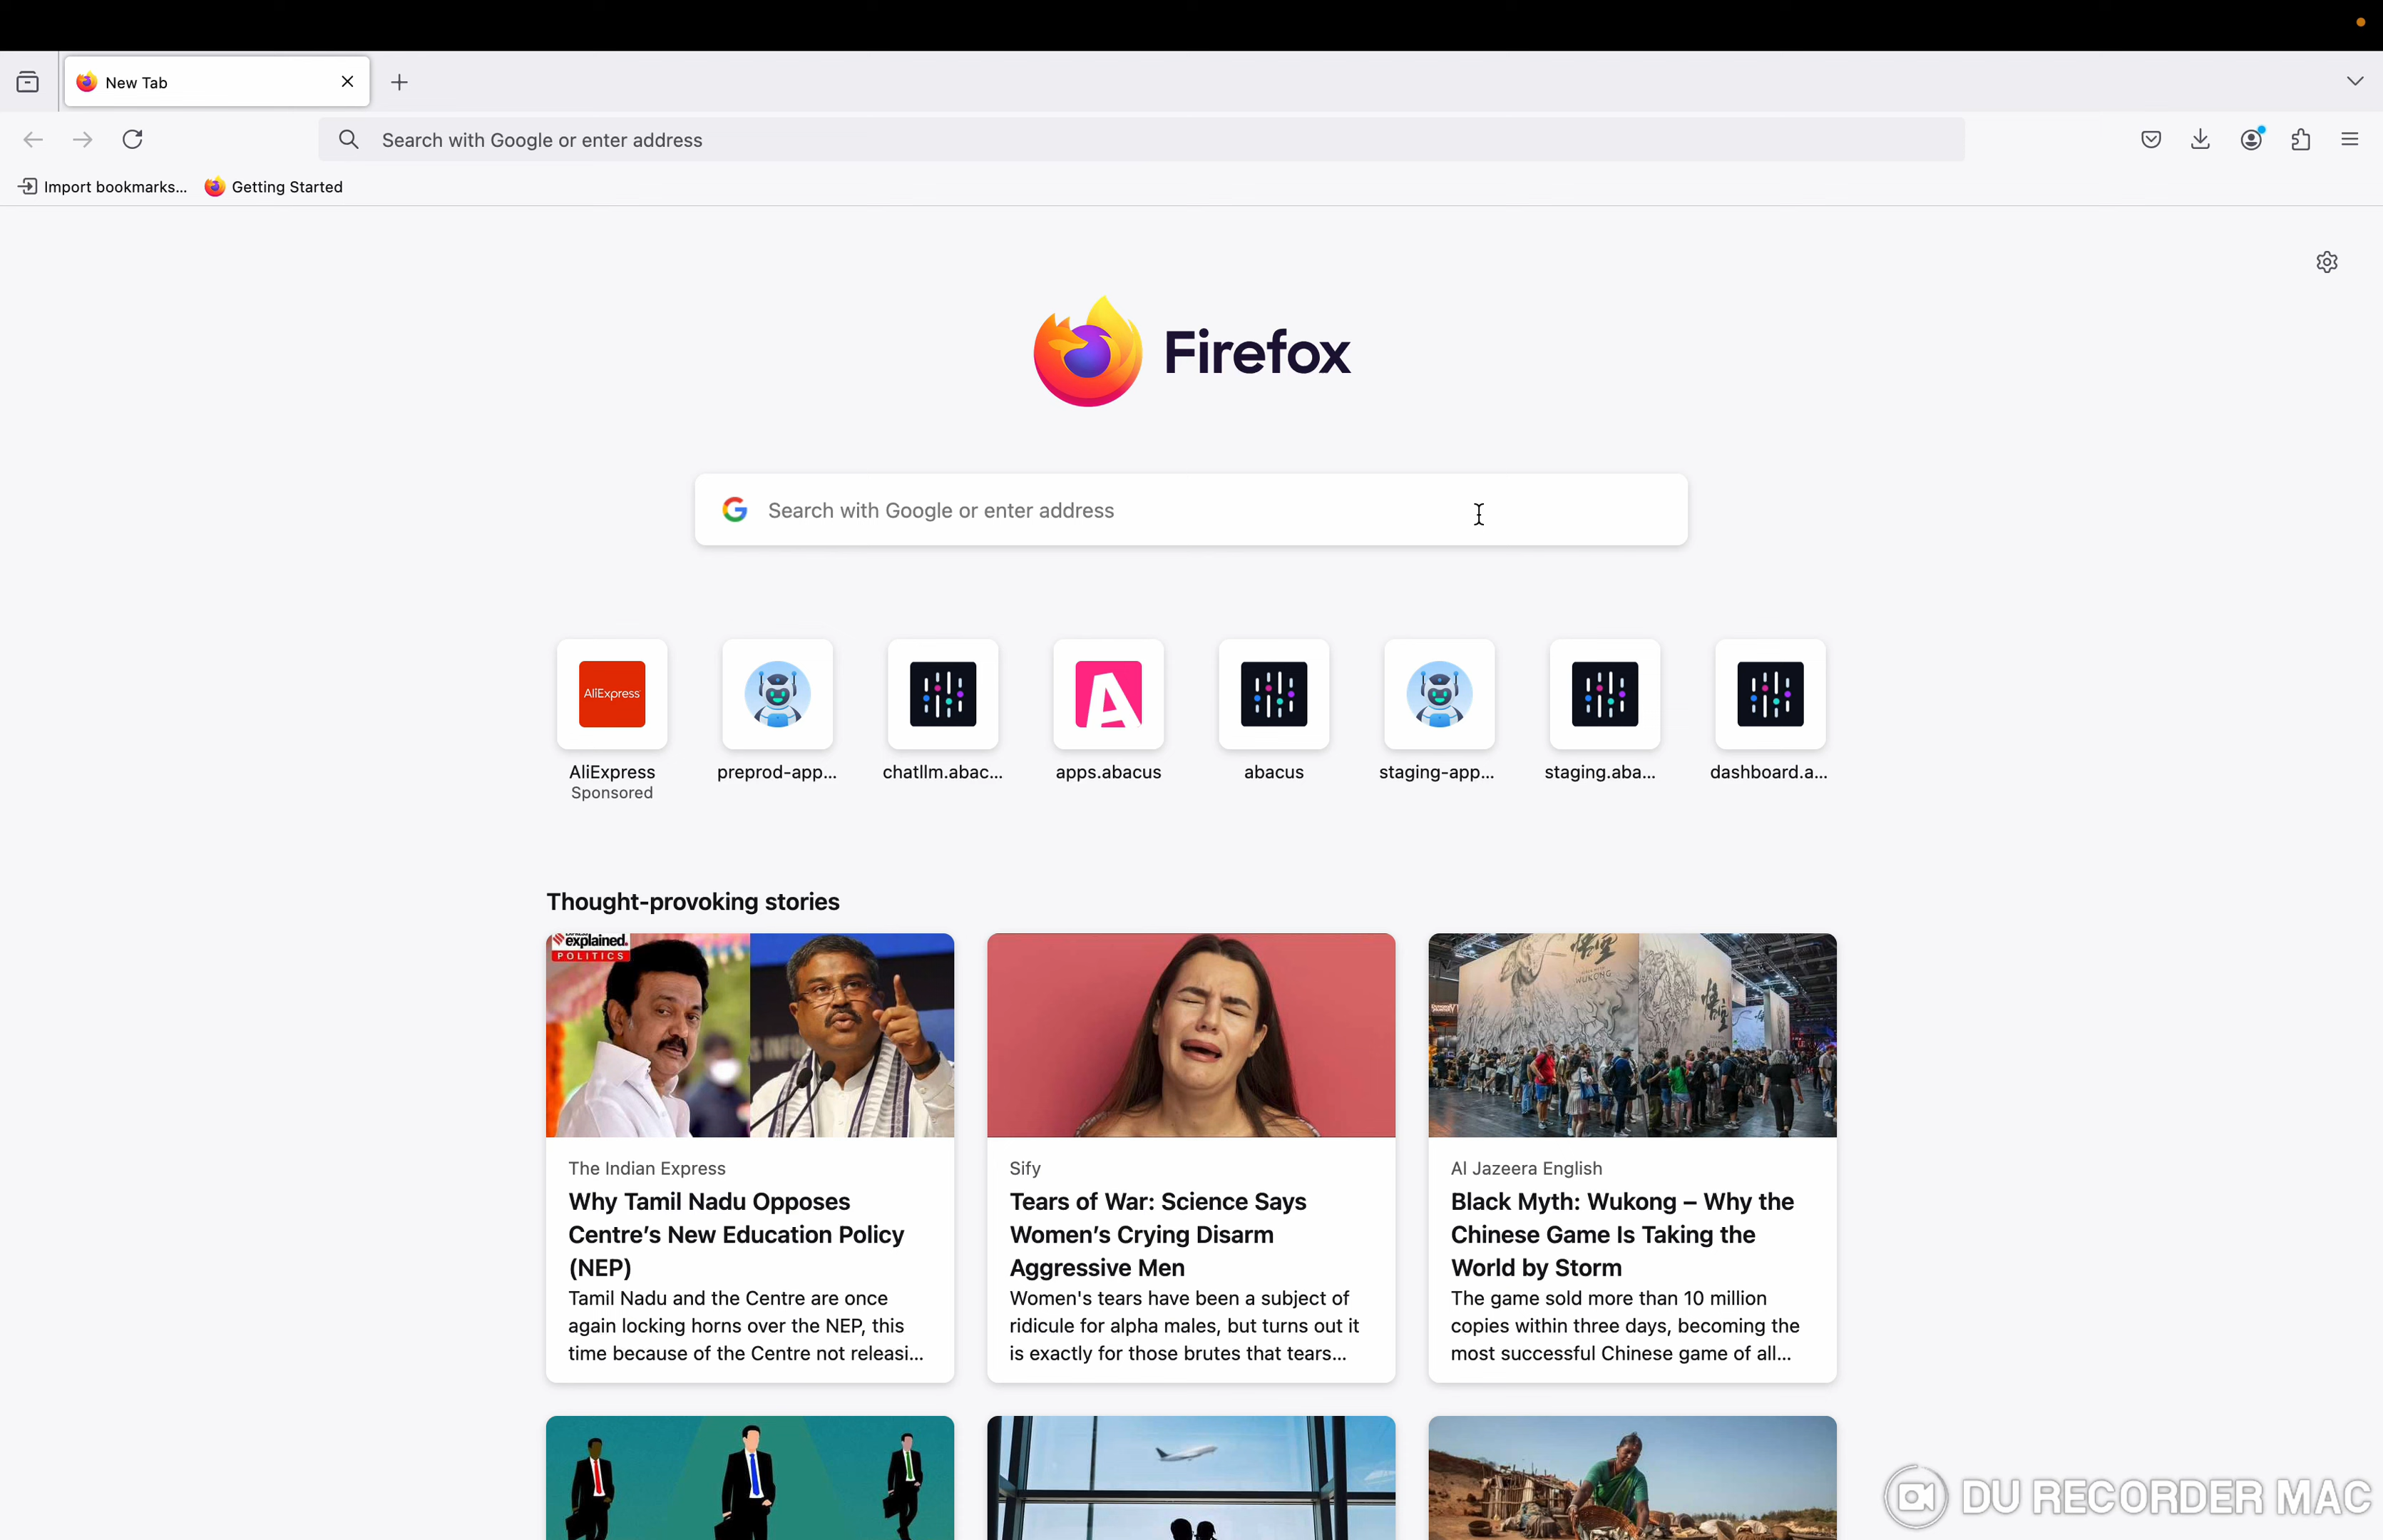 New Tab
Search with Google or enter address
Import bookmarks...
Getting Started
Firefox
Search with Google or enter address
AliExpress
AliExpress
Sponsored
preprod-app...
chatllm.abac...
apps.abacus
abacus
staging-app...
staging.aba...
dashboard.a...
Thought-provoking stories
explained.
POLITICS
The Indian Express
Why Tamil Nadu Opposes
Centre's New Education Policy
(NEP)
Tamil Nadu and the Centre are once
again locking horns over the NEP, this
time because of the Centre not releasi...
Sify
Tears of War: Science Says
Women's Crying Disarm
Aggressive Men
Women's tears have been a subject of
ridicule for alpha males, but turns out it
is exactly for those brutes that tears...
悟空
WUKONG
悟空
Al Jazeera English
Black Myth: Wukong – Why the
Chinese Game Is Taking the
World by Storm
The game sold more than 10 million
copies within three days, becoming the
most successful Chinese game of all...
DU RECORDER MAC